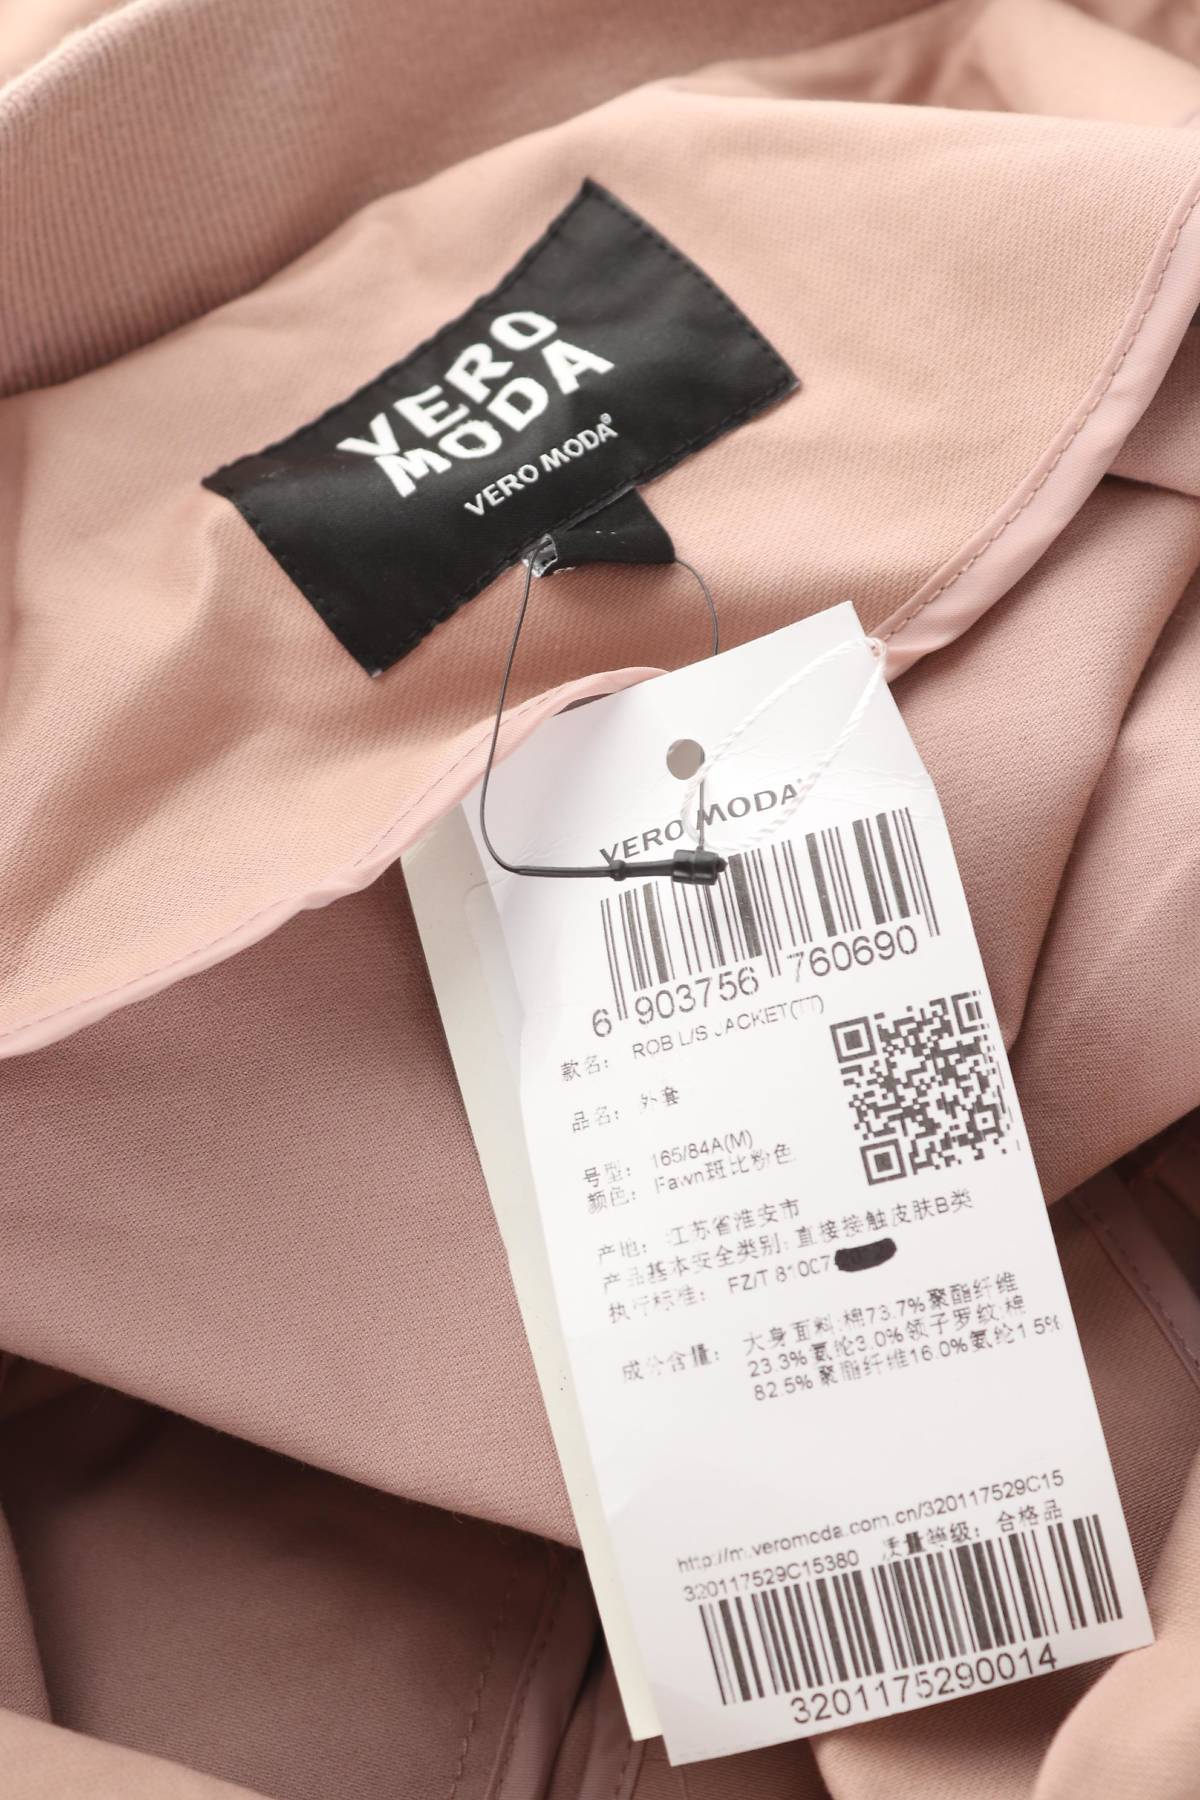 VERO
MODA
VERO MODA®
VERO MODA
6 903756 760690
款名： ROB L/S JACKET(TT)
品名： 外套
号型： 165/84A(M)
颜色： Fawn班比粉色
产地： 江苏省淮安市
产品基本安全类别：直接接触皮肤B类
执行标准： FZ/T 81007
成分含量： 大身面料:棉73.7%聚酯纤维
23.3%氨纶3.0%领子罗纹:棉
82.5%聚酯纤维16.0%氨纶1.5%
http://m.veromoda.com.cn/320117529C15
320117529C15380 质量等级： 合格品
3201175290014